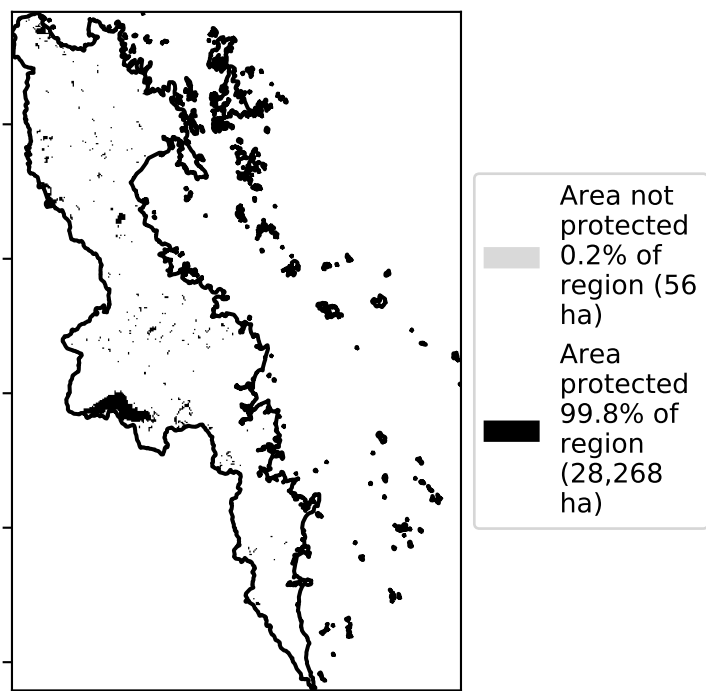 Area not
protected
0.2% of
region (56
ha)
Area
protected
99.8% of
region
(28,268
ha)